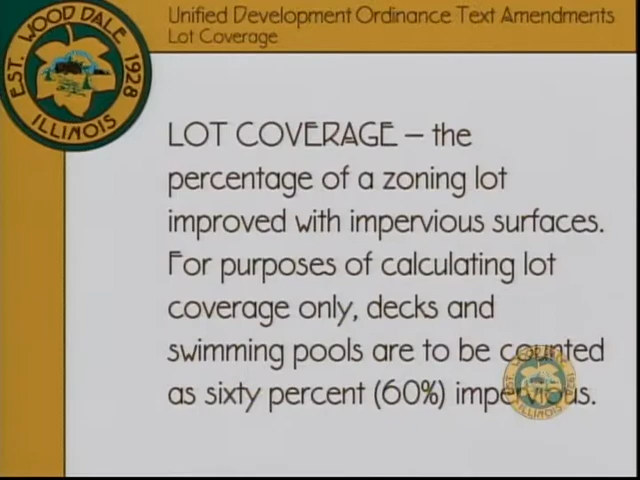 Unified Development Ordinance Text Amendments
Lot Coverage
WOOD DALE
EST.
1928
ILLINOIS
LOT COVERAGE – the
percentage of a zoning lot
improved with impervious surfaces.
For purposes of calculating lot
coverage only, decks and
swimming pools are to be counted
as sixty percent (60%) impervious.
ILLINOIS